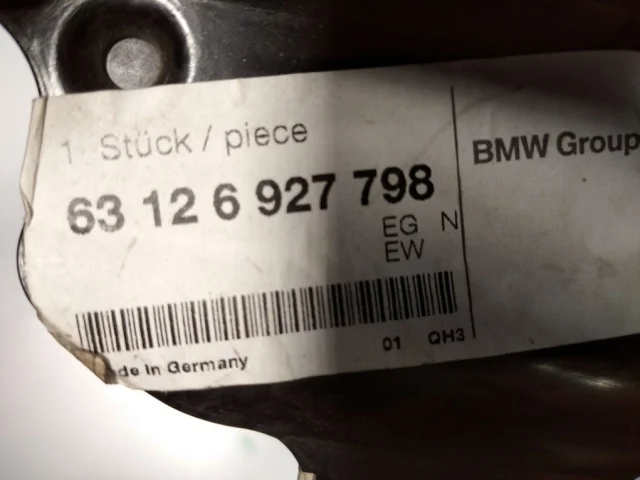 1 Stück / piece
BMW Group
63 12 6 927 798
EG N
EW
01 QH3
de In Germany